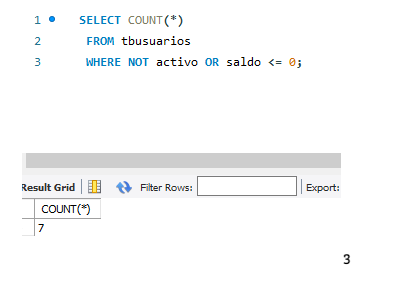 1 SELECT COUNT(*)
2 FROM tbusuarios
3 WHERE NOT activo OR saldo <= 0;
Result Grid Filter Rows: Export:
COUNT(*)
7
3